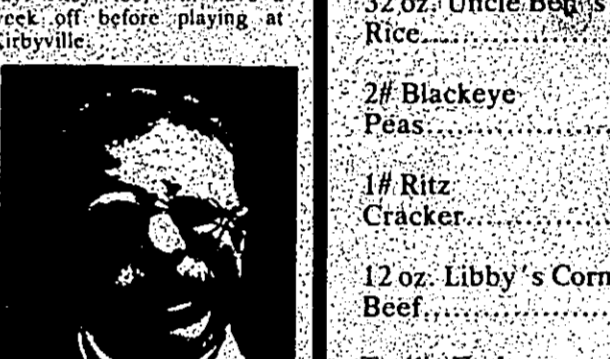 week off before playing at
Kirbyville.
32 oz. Uncle Ben's
Rice
2# Blackeye
Peas
1# Ritz
Cracker
12 oz. Libby's Corn
Beef